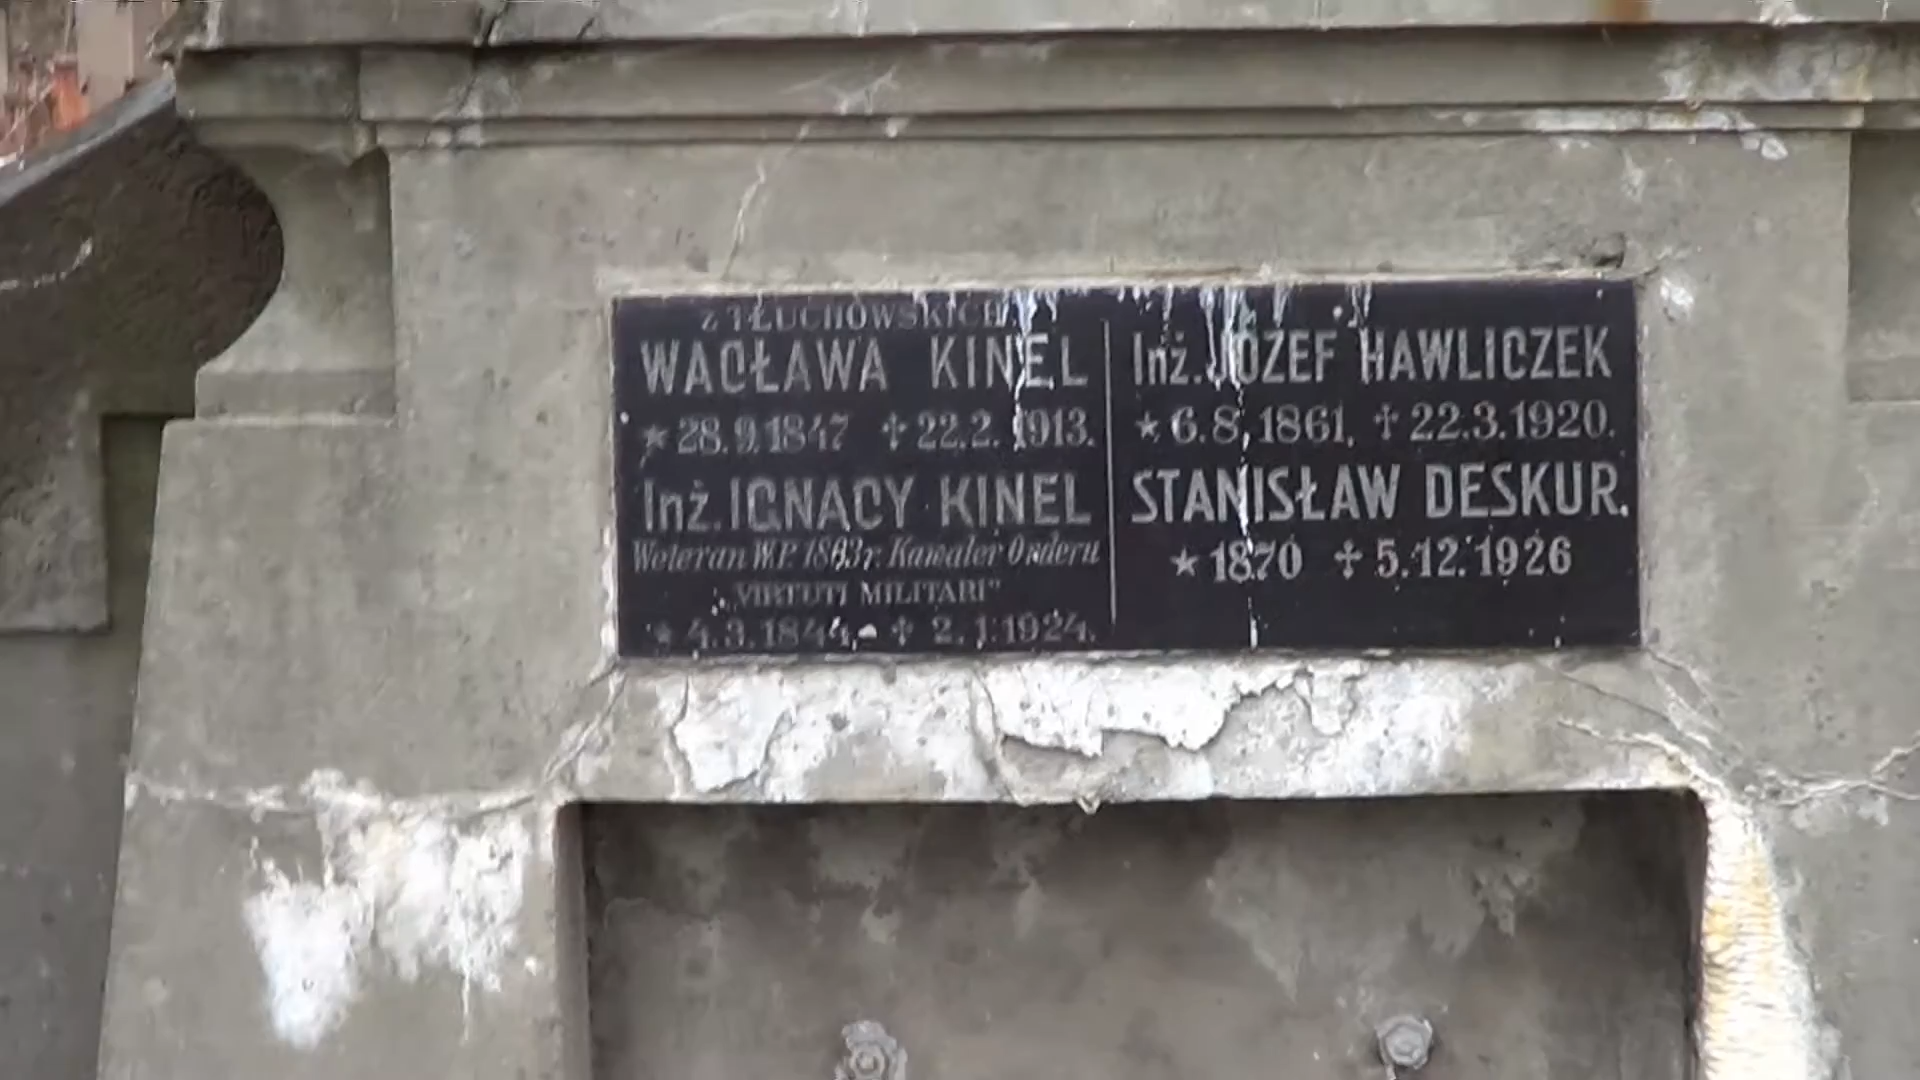 z TŁUCHOWSKICH
WACŁAWA KINEL
★ 28.9.1847 ✝ 22.2.1913.
Inż. IGNACY KINEL
Weteran W.P. 1863 r. Kawaler Orderu
„VIRTUTI MILITARI”
★ 4.3.1844. ✝ 2.1.1924.
Inż. JÓZEF HAWLICZEK
★ 6.8.1861. ✝ 22.3.1920.
STANISŁAW DESKUR.
★ 1870 ✝ 5.12.1926